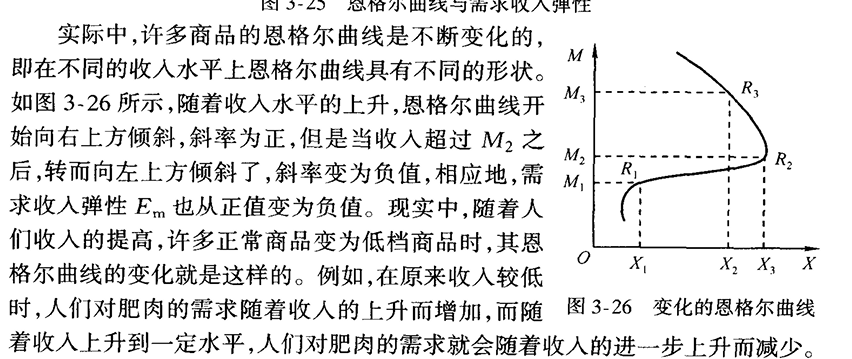 图 3-25 恩格尔曲线与需求收入弹性
实际中,许多商品的恩格尔曲线是不断变化的,
即在不同的收入水平上恩格尔曲线具有不同的形状。
如图 3-26 所示,随着收入水平的上升,恩格尔曲线开
始向右上方倾斜,斜率为正,但是当收入超过 M₂ 之
后,转而向左上方倾斜了,斜率变为负值,相应地,需
求收入弹性 Eₘ 也从正值变为负值。现实中,随着人
们收入的提高,许多正常商品变为低档商品时,其恩
格尔曲线的变化就是这样的。例如,在原来收入较低
时,人们对肥肉的需求随着收入的上升而增加,而随
着收入上升到一定水平,人们对肥肉的需求就会随着收入的进一步上升而减少。
M
M₃
R₃
M₂
R₂
R₁
M₁
O
X₁
X₂
X₃
X
图 3-26 变化的恩格尔曲线